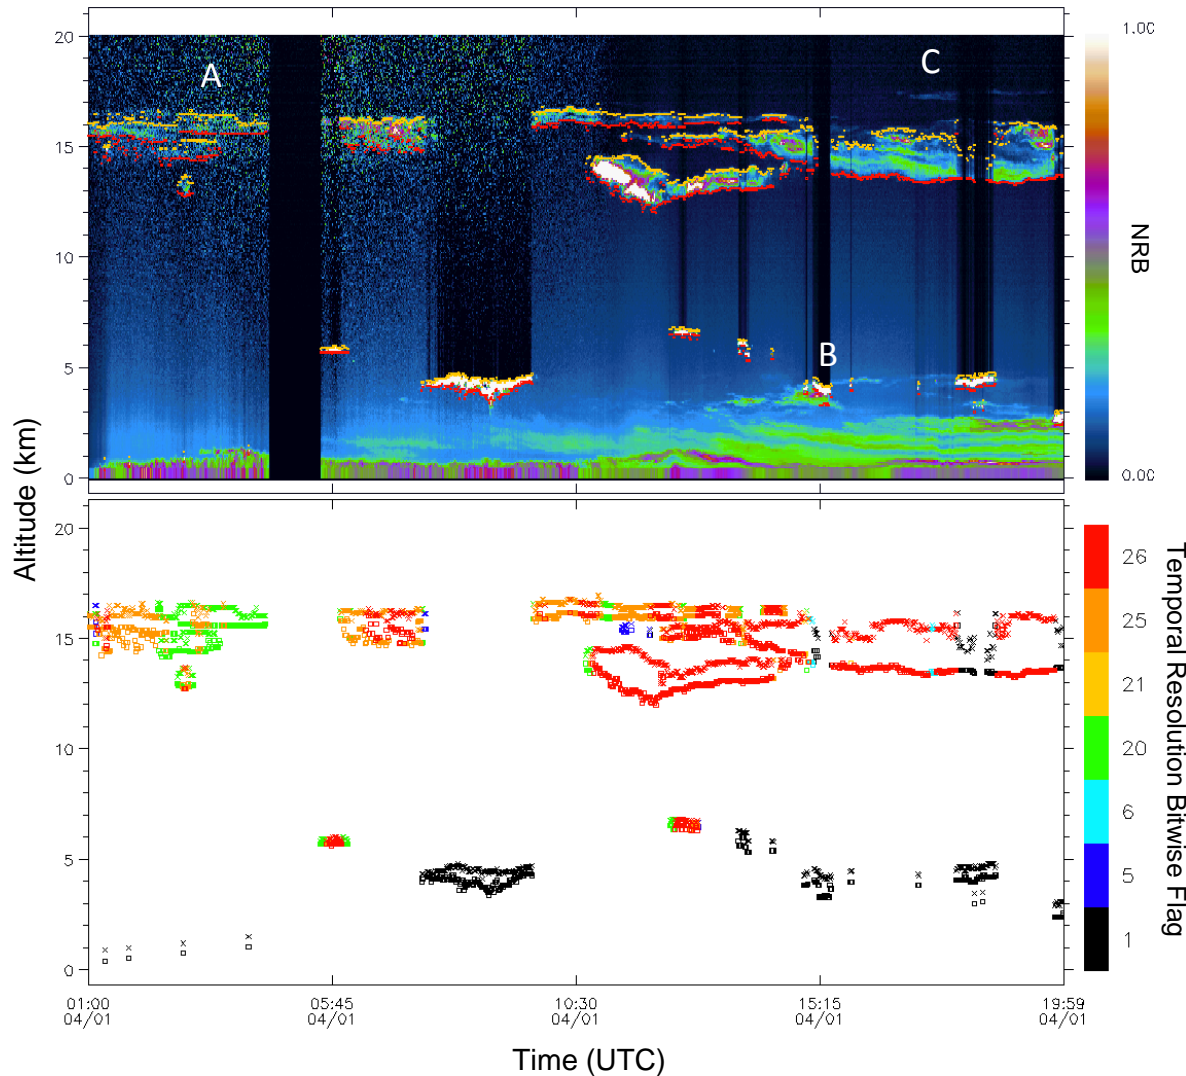 20
15
10
5
0
A
B
C
1.00
0.00
NRB
Altitude (km)
20
15
10
5
0
26
25
21
20
6
5
1
Temporal Resolution Bitwise Flag
01:00 05:45 10:30 15:15 19:59
04/01 04/01 04/01 04/01 04/01
Time (UTC)